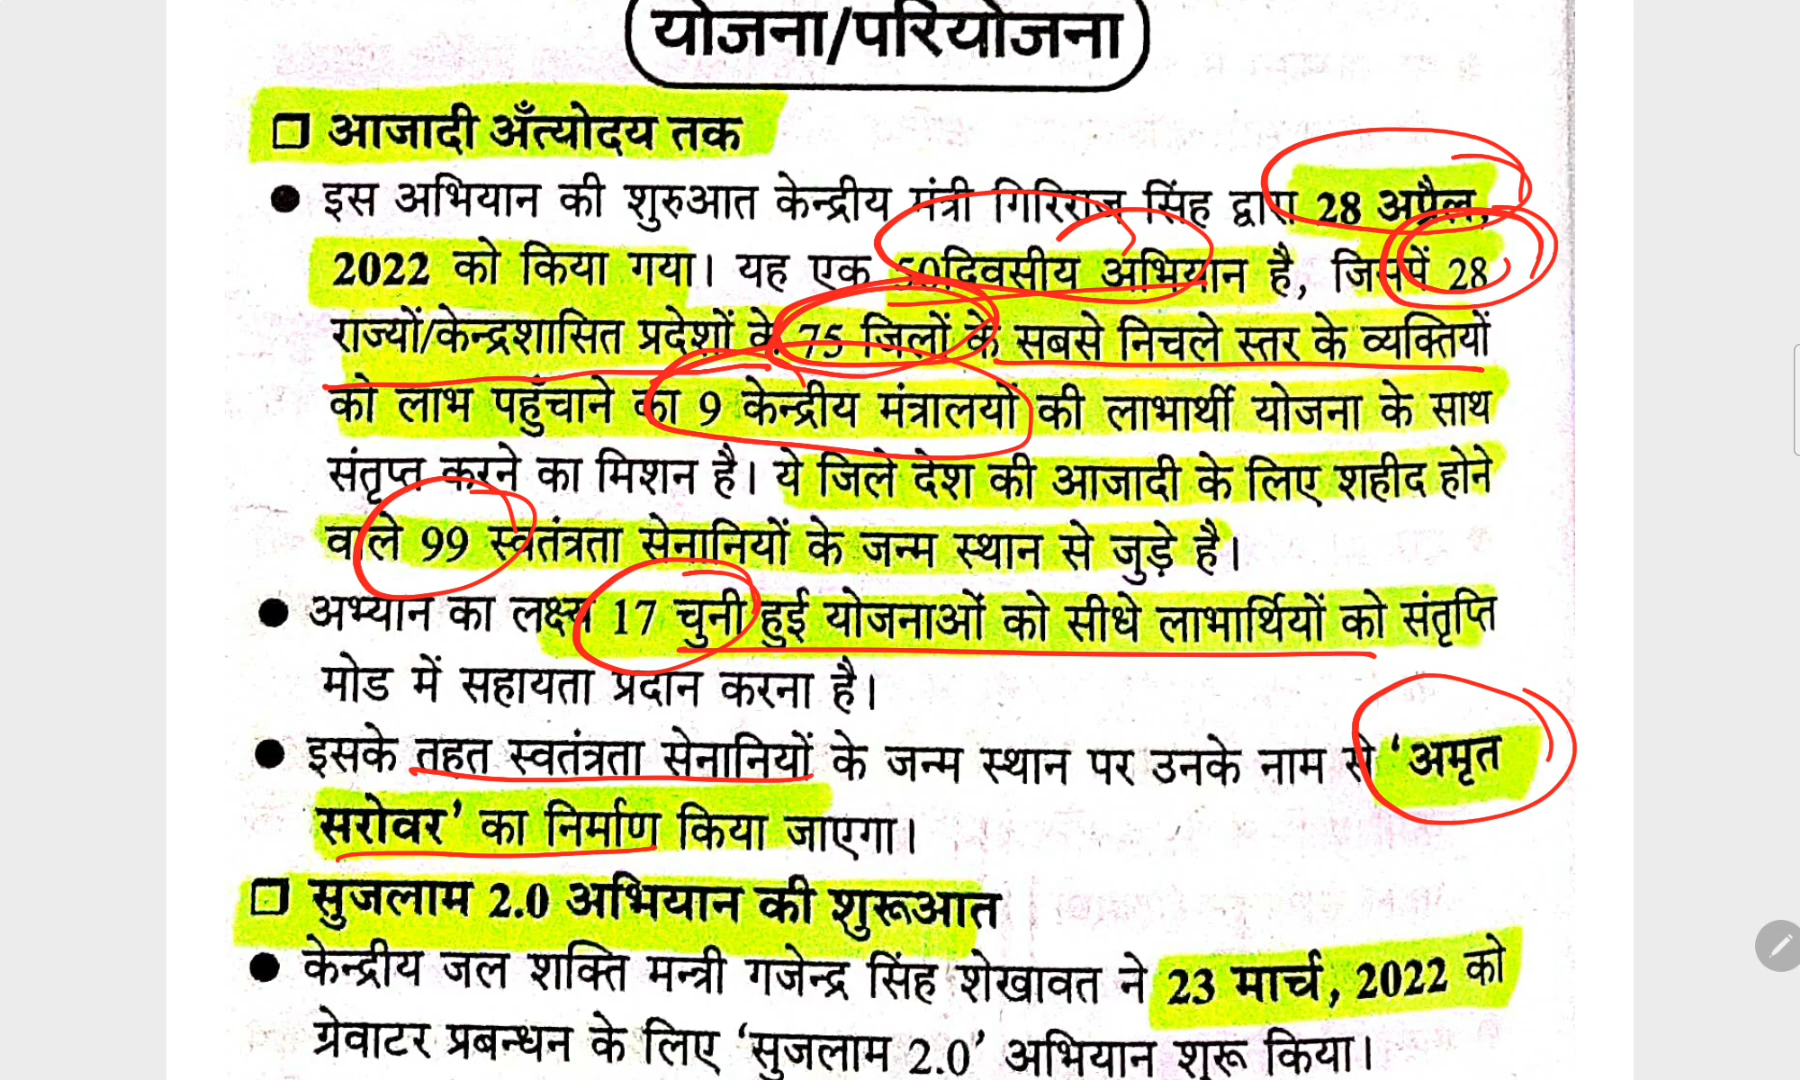 योजना/परियोजना
❑ आजादी अँत्योदय तक
● इस अभियान की शुरुआत केन्द्रीय मंत्री गिरिराज सिंह द्वारा 28 अप्रैल,
2022 को किया गया। यह एक 50दिवसीय अभियान है, जिनमें 28
राज्यों/केन्द्रशासित प्रदेशों के 75 जिलों के सबसे निचले स्तर के व्यक्तियों
को लाभ पहुँचाने का 9 केन्द्रीय मंत्रालयों की लाभार्थी योजना के साथ
संतृप्त करने का मिशन है। ये जिले देश की आजादी के लिए शहीद होने
वाले 99 स्वतंत्रता सेनानियों के जन्म स्थान से जुड़े है।
● अभ्यान का लक्ष्य 17 चुनी हुई योजनाओं को सीधे लाभार्थियों को संतृप्ति
मोड में सहायता प्रदान करना है।
● इसके तहत स्वतंत्रता सेनानियों के जन्म स्थान पर उनके नाम से ‘अमृत
सरोवर’ का निर्माण किया जाएगा।
❑ सुजलाम 2.0 अभियान की शुरूआत
● केन्द्रीय जल शक्ति मन्त्री गजेन्द्र सिंह शेखावत ने 23 मार्च, 2022 को
ग्रेवाटर प्रबन्धन के लिए ‘सुजलाम 2.0’ अभियान शुरू किया।